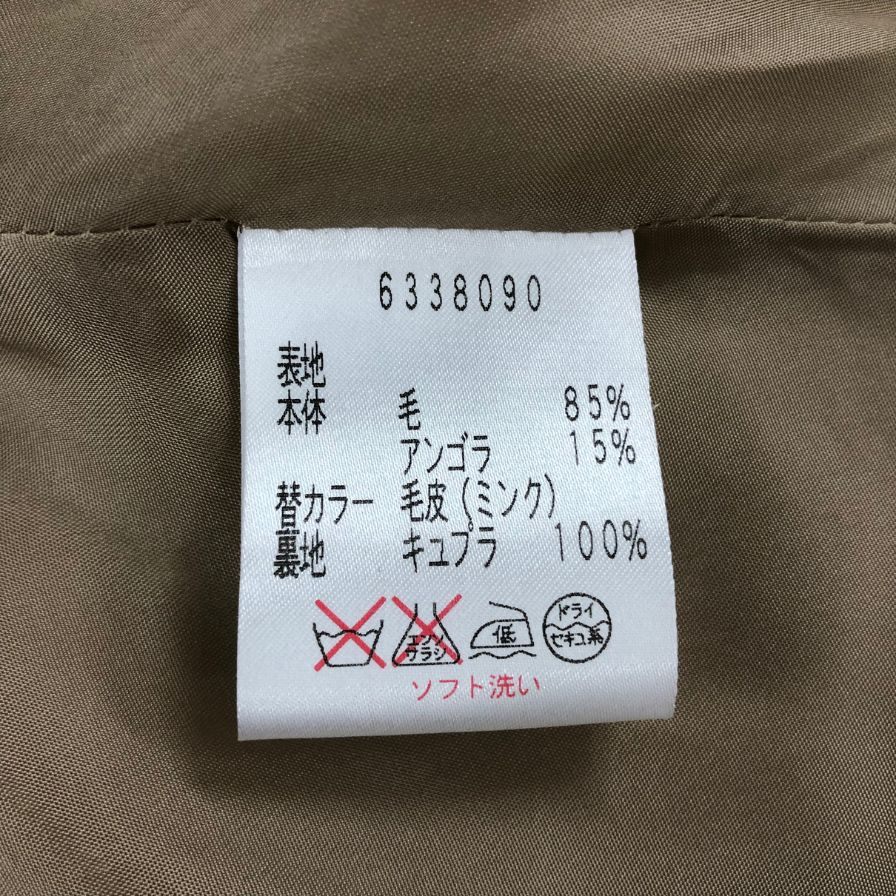 6338090
表地
本体 毛 85%
アンゴラ 15%
替カラー 毛皮(ミンク)
裏地 キュプラ 100%
エンソ サラシ 低 ドライ セキユ系
ソフト洗い